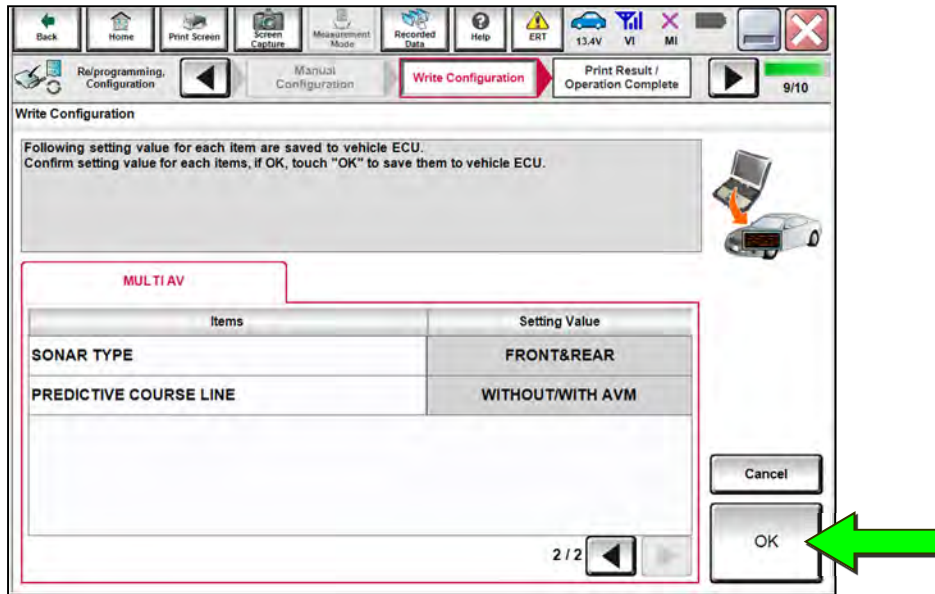 Back
Home
Print Screen
Screen
Capture
Measurement
Mode
Recorded
Data
Help
ERT
13.4V
VI
MI
Re/programming,
Configuration
Manual
Configuration
Write Configuration
Print Result /
Operation Complete
9/10
Write Configuration
Following setting value for each item are saved to vehicle ECU.
Confirm setting value for each items, if OK, touch "OK" to save them to vehicle ECU.
MULTI AV
Items
Setting Value
SONAR TYPE
FRONT&REAR
PREDICTIVE COURSE LINE
WITHOUT/WITH AVM
Cancel
2 / 2
OK